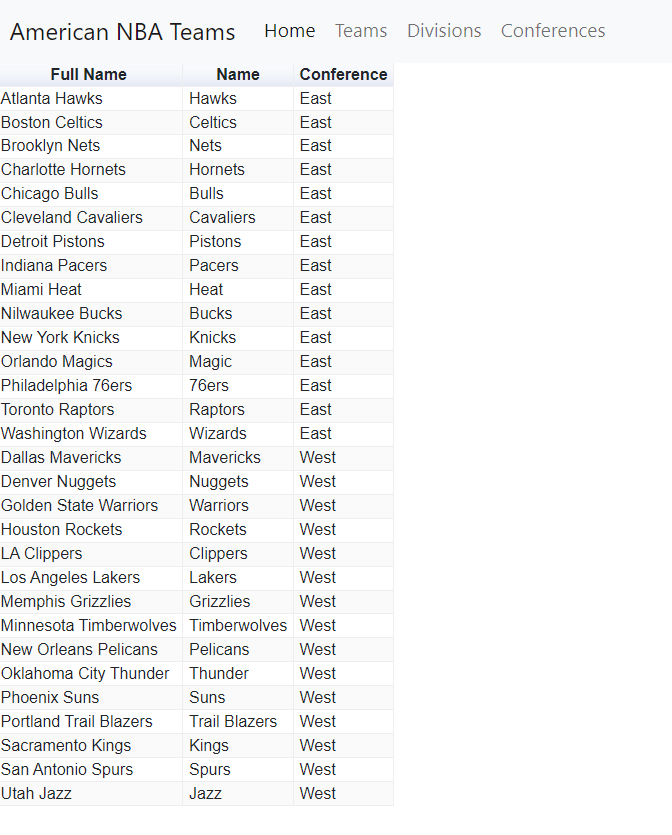 American NBA Teams Home Teams Divisions Conferences
Full Name Name Conference
Atlanta Hawks Hawks East
Boston Celtics Celtics East
Brooklyn Nets Nets East
Charlotte Hornets Hornets East
Chicago Bulls Bulls East
Cleveland Cavaliers Cavaliers East
Detroit Pistons Pistons East
Indiana Pacers Pacers East
Miami Heat Heat East
Nilwaukee Bucks Bucks East
New York Knicks Knicks East
Orlando Magics Magic East
Philadelphia 76ers 76ers East
Toronto Raptors Raptors East
Washington Wizards Wizards East
Dallas Mavericks Mavericks West
Denver Nuggets Nuggets West
Golden State Warriors Warriors West
Houston Rockets Rockets West
LA Clippers Clippers West
Los Angeles Lakers Lakers West
Memphis Grizzlies Grizzlies West
Minnesota Timberwolves Timberwolves West
New Orleans Pelicans Pelicans West
Oklahoma City Thunder Thunder West
Phoenix Suns Suns West
Portland Trail Blazers Trail Blazers West
Sacramento Kings Kings West
San Antonio Spurs Spurs West
Utah Jazz Jazz West